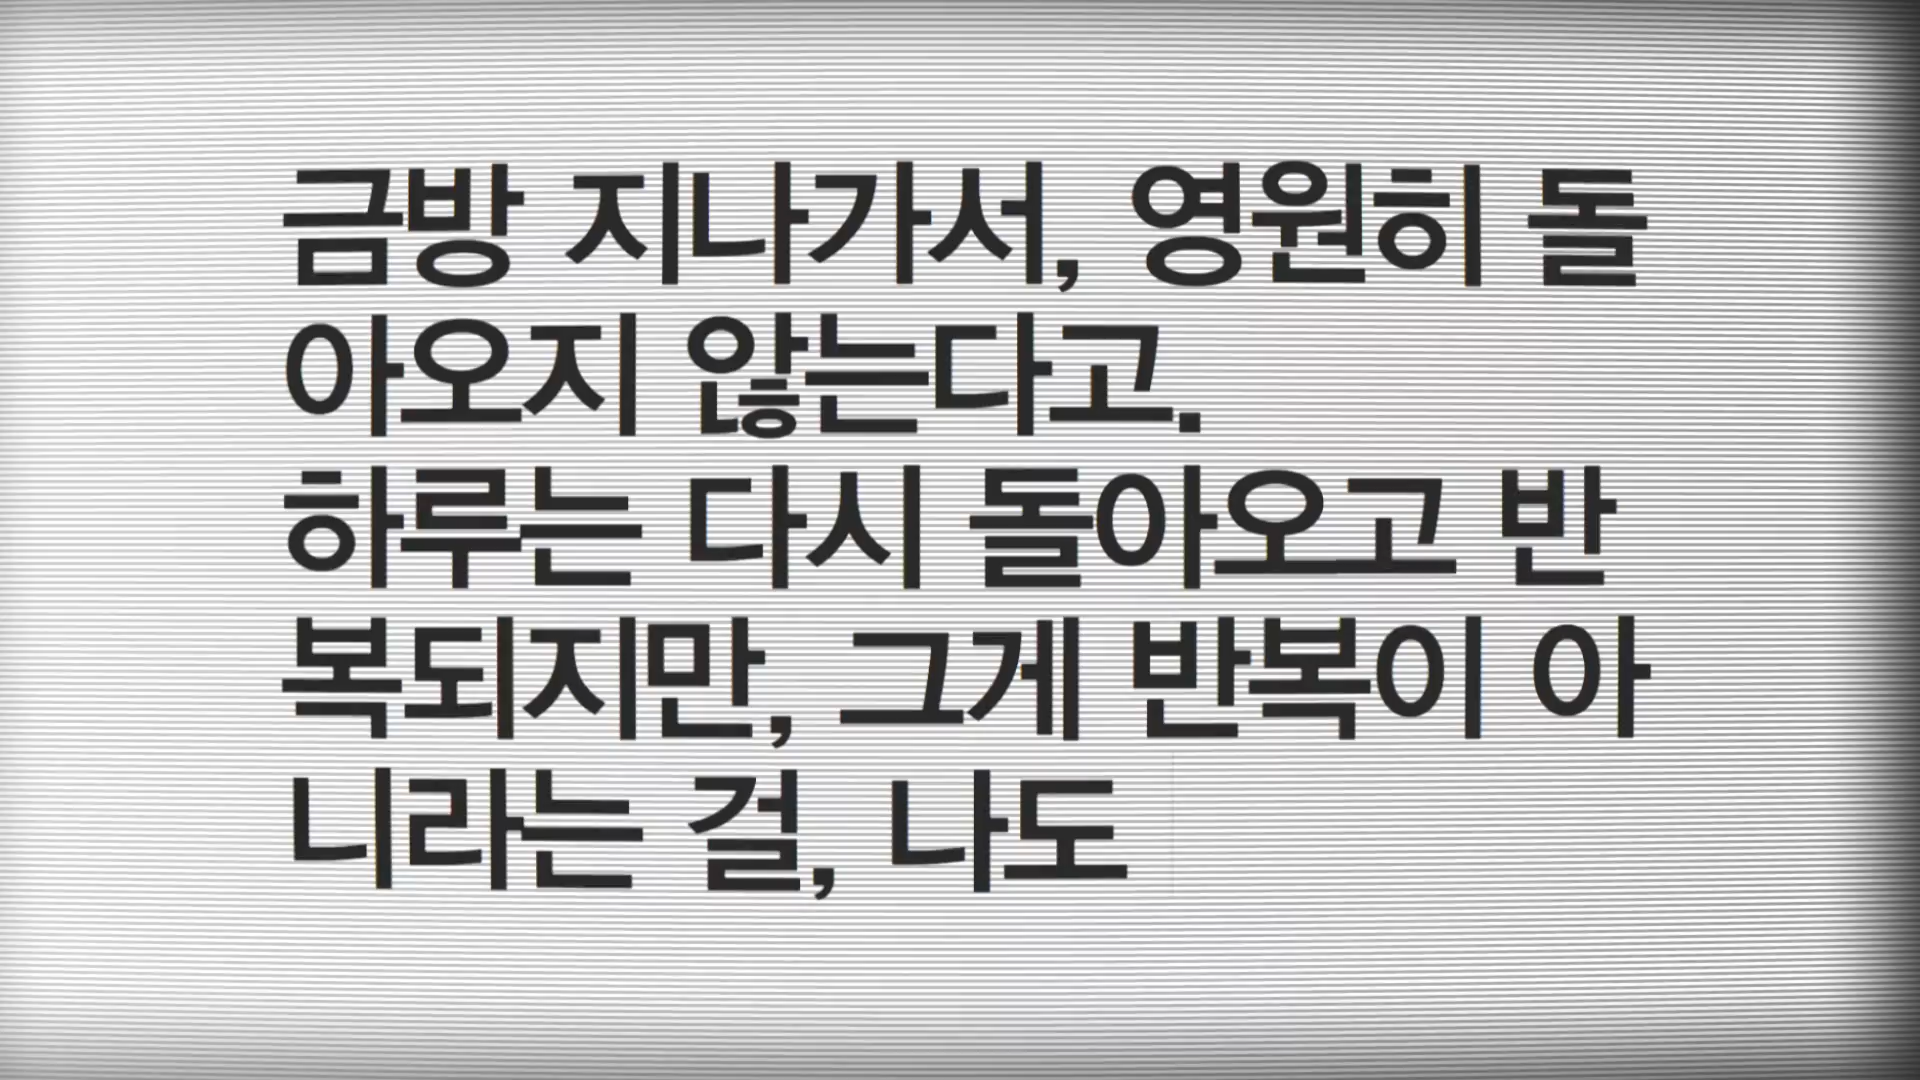 금방 지나가서, 영원히 돌
아오지 않는다고.
하루는 다시 돌아오고 반
복되지만, 그게 반복이 아
니라는 걸, 나도